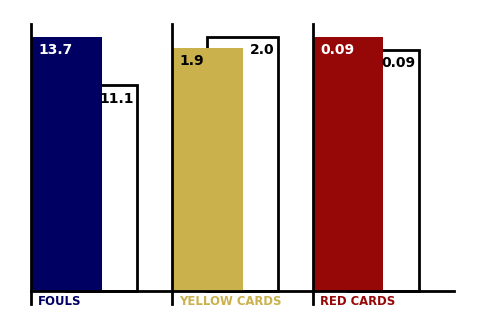 13.7
11.1
1.9
2.0
0.09
0.09
FOULS
YELLOW CARDS
RED CARDS